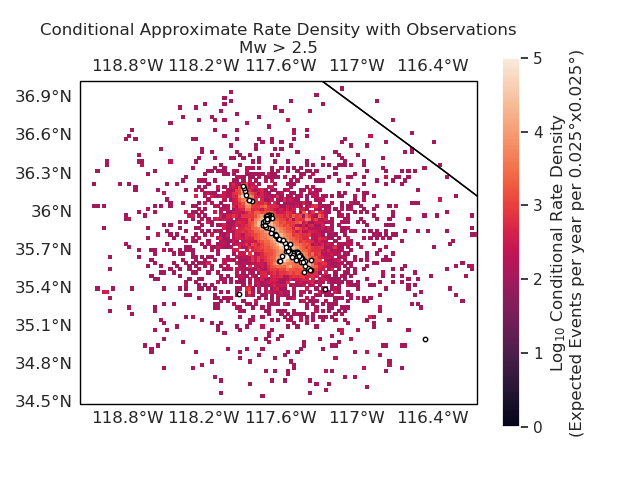 Conditional Approximate Rate Density with Observations
Mw > 2.5
118.8°W 118.2°W 117.6°W 117°W 116.4°W
36.9°N
36.6°N
36.3°N
36°N
35.7°N
35.4°N
35.1°N
34.8°N
34.5°N
118.8°W 118.2°W 117.6°W 117°W 116.4°W
5
4
3
2
1
0
Log₁₀ Conditional Rate Density
(Expected Events per year per 0.025°x0.025°)